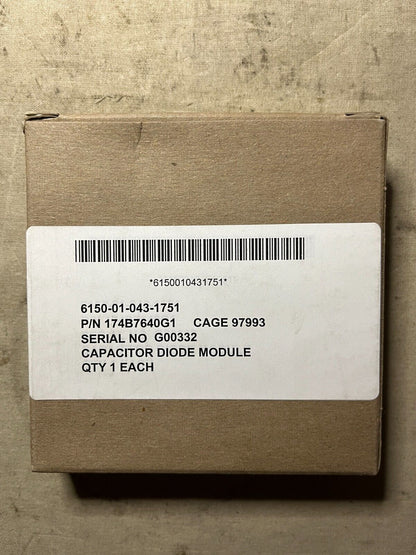 *6150010431751*
6150-01-043-1751
P/N 174B7640G1 CAGE 97993
SERIAL NO G00332
CAPACITOR DIODE MODULE
QTY 1 EACH